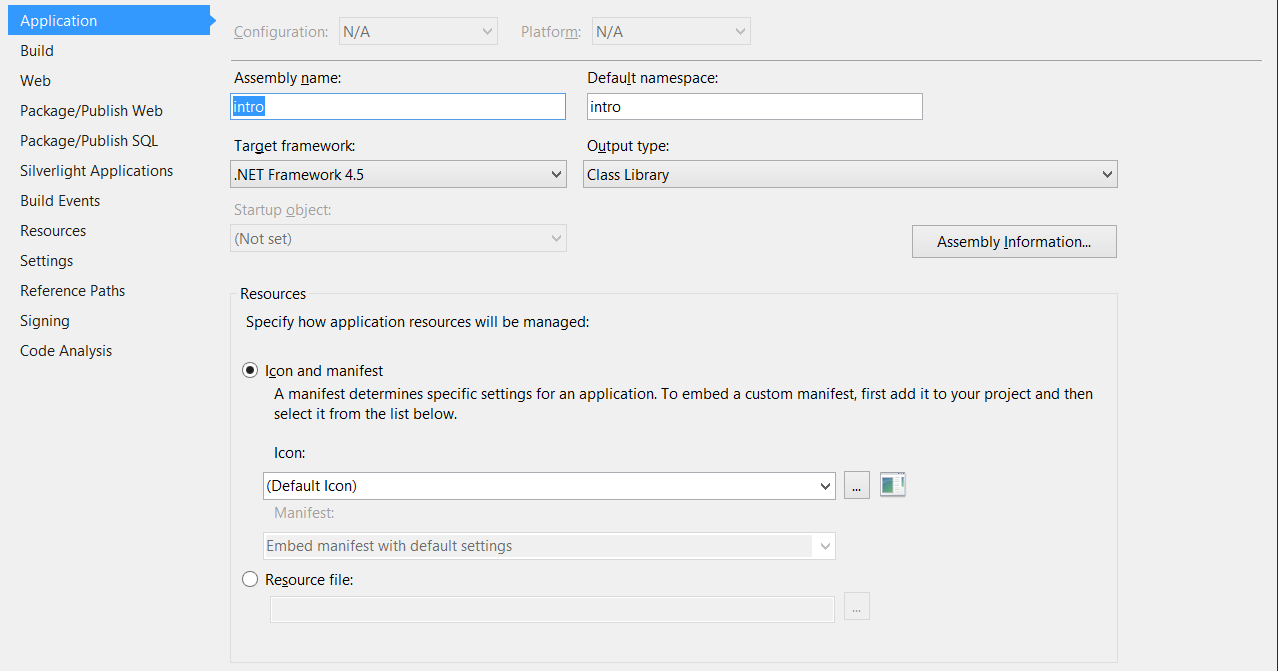 Application
Build
Web
Package/Publish Web
Package/Publish SQL
Silverlight Applications
Build Events
Resources
Settings
Reference Paths
Signing
Code Analysis
Configuration: N/A Platform: N/A
Assembly name: Default namespace:
intro intro
Target framework: Output type:
.NET Framework 4.5 Class Library
Startup object:
(Not set)
Assembly Information...
Resources
Specify how application resources will be managed:
Icon and manifest
A manifest determines specific settings for an application. To embed a custom manifest, first add it to your project and then
select it from the list below.
Icon:
(Default Icon) ...
Manifest:
Embed manifest with default settings
Resource file:
...